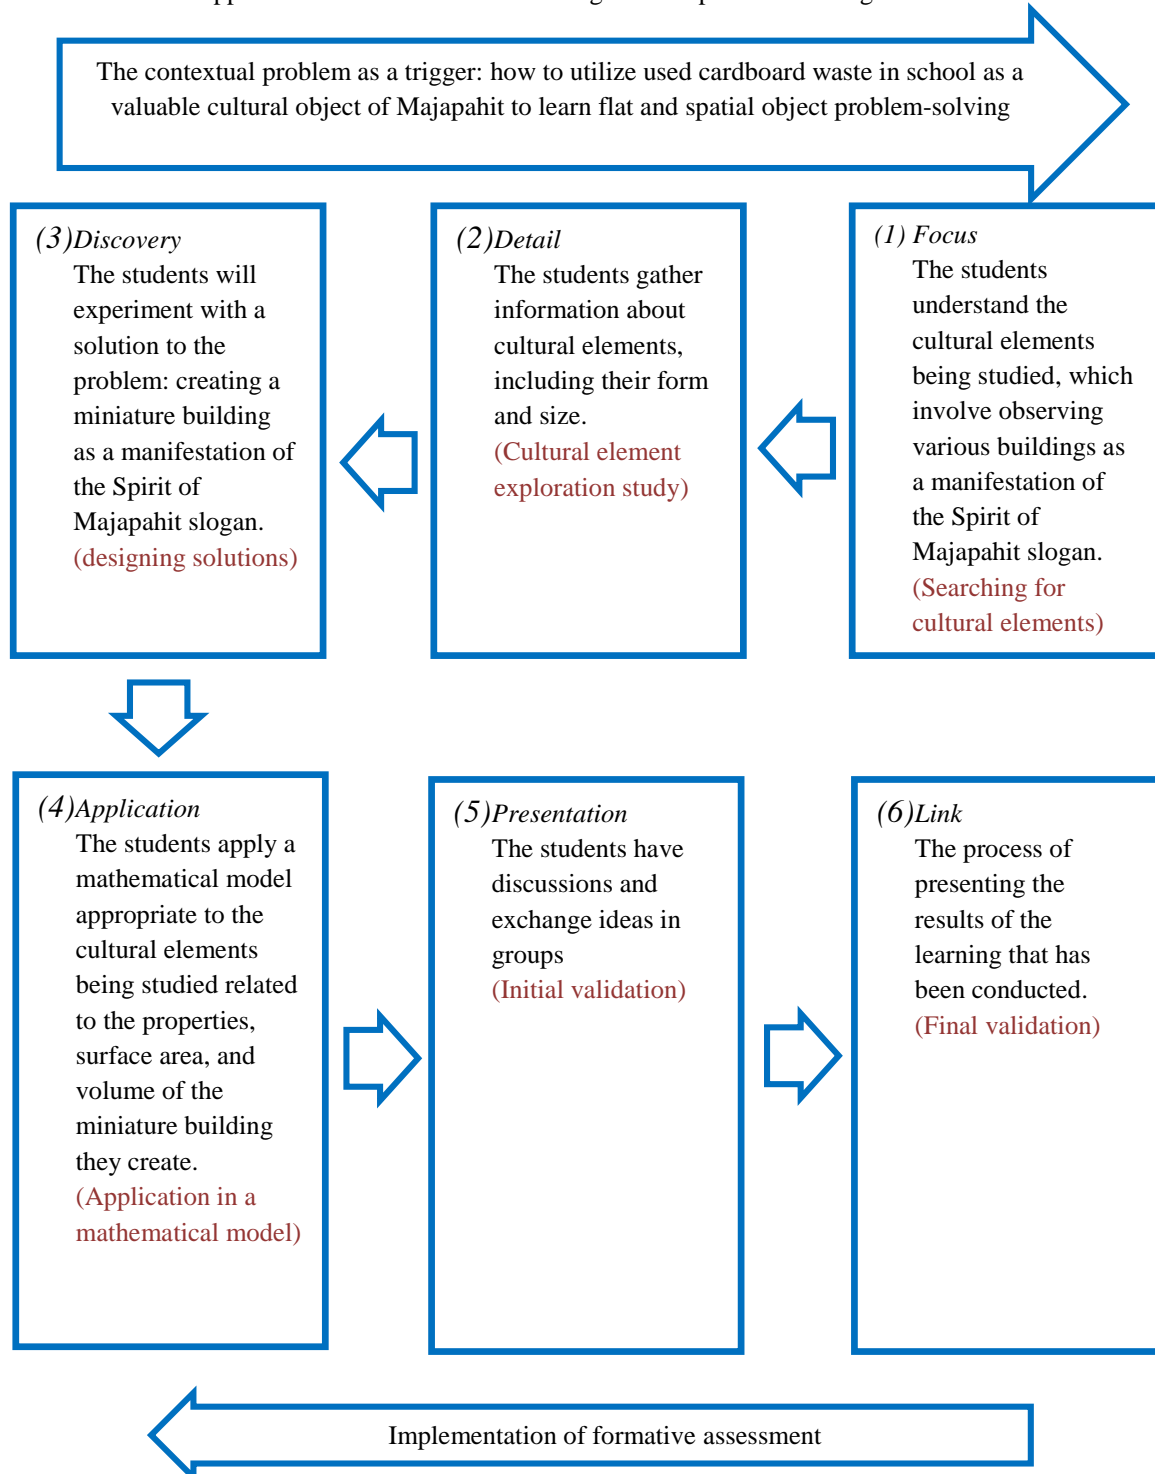 The contextual problem as a trigger: how to utilize used cardboard waste in school as a
valuable cultural object of Majapahit to learn flat and spatial object problem-solving
(3)Discovery
The students will
experiment with a
solution to the
problem: creating a
miniature building
as a manifestation of
the Spirit of
Majapahit slogan.
(designing solutions)
(2)Detail
The students gather
information about
cultural elements,
including their form
and size.
(Cultural element
exploration study)
(1) Focus
The students
understand the
cultural elements
being studied, which
involve observing
various buildings as
a manifestation of
the Spirit of
Majapahit slogan.
(Searching for
cultural elements)
(4)Application
The students apply a
mathematical model
appropriate to the
cultural elements
being studied related
to the properties,
surface area, and
volume of the
miniature building
they create.
(Application in a
mathematical model)
(5)Presentation
The students have
discussions and
exchange ideas in
groups
(Initial validation)
(6)Link
The process of
presenting the
results of the
learning that has
been conducted.
(Final validation)
Implementation of formative assessment